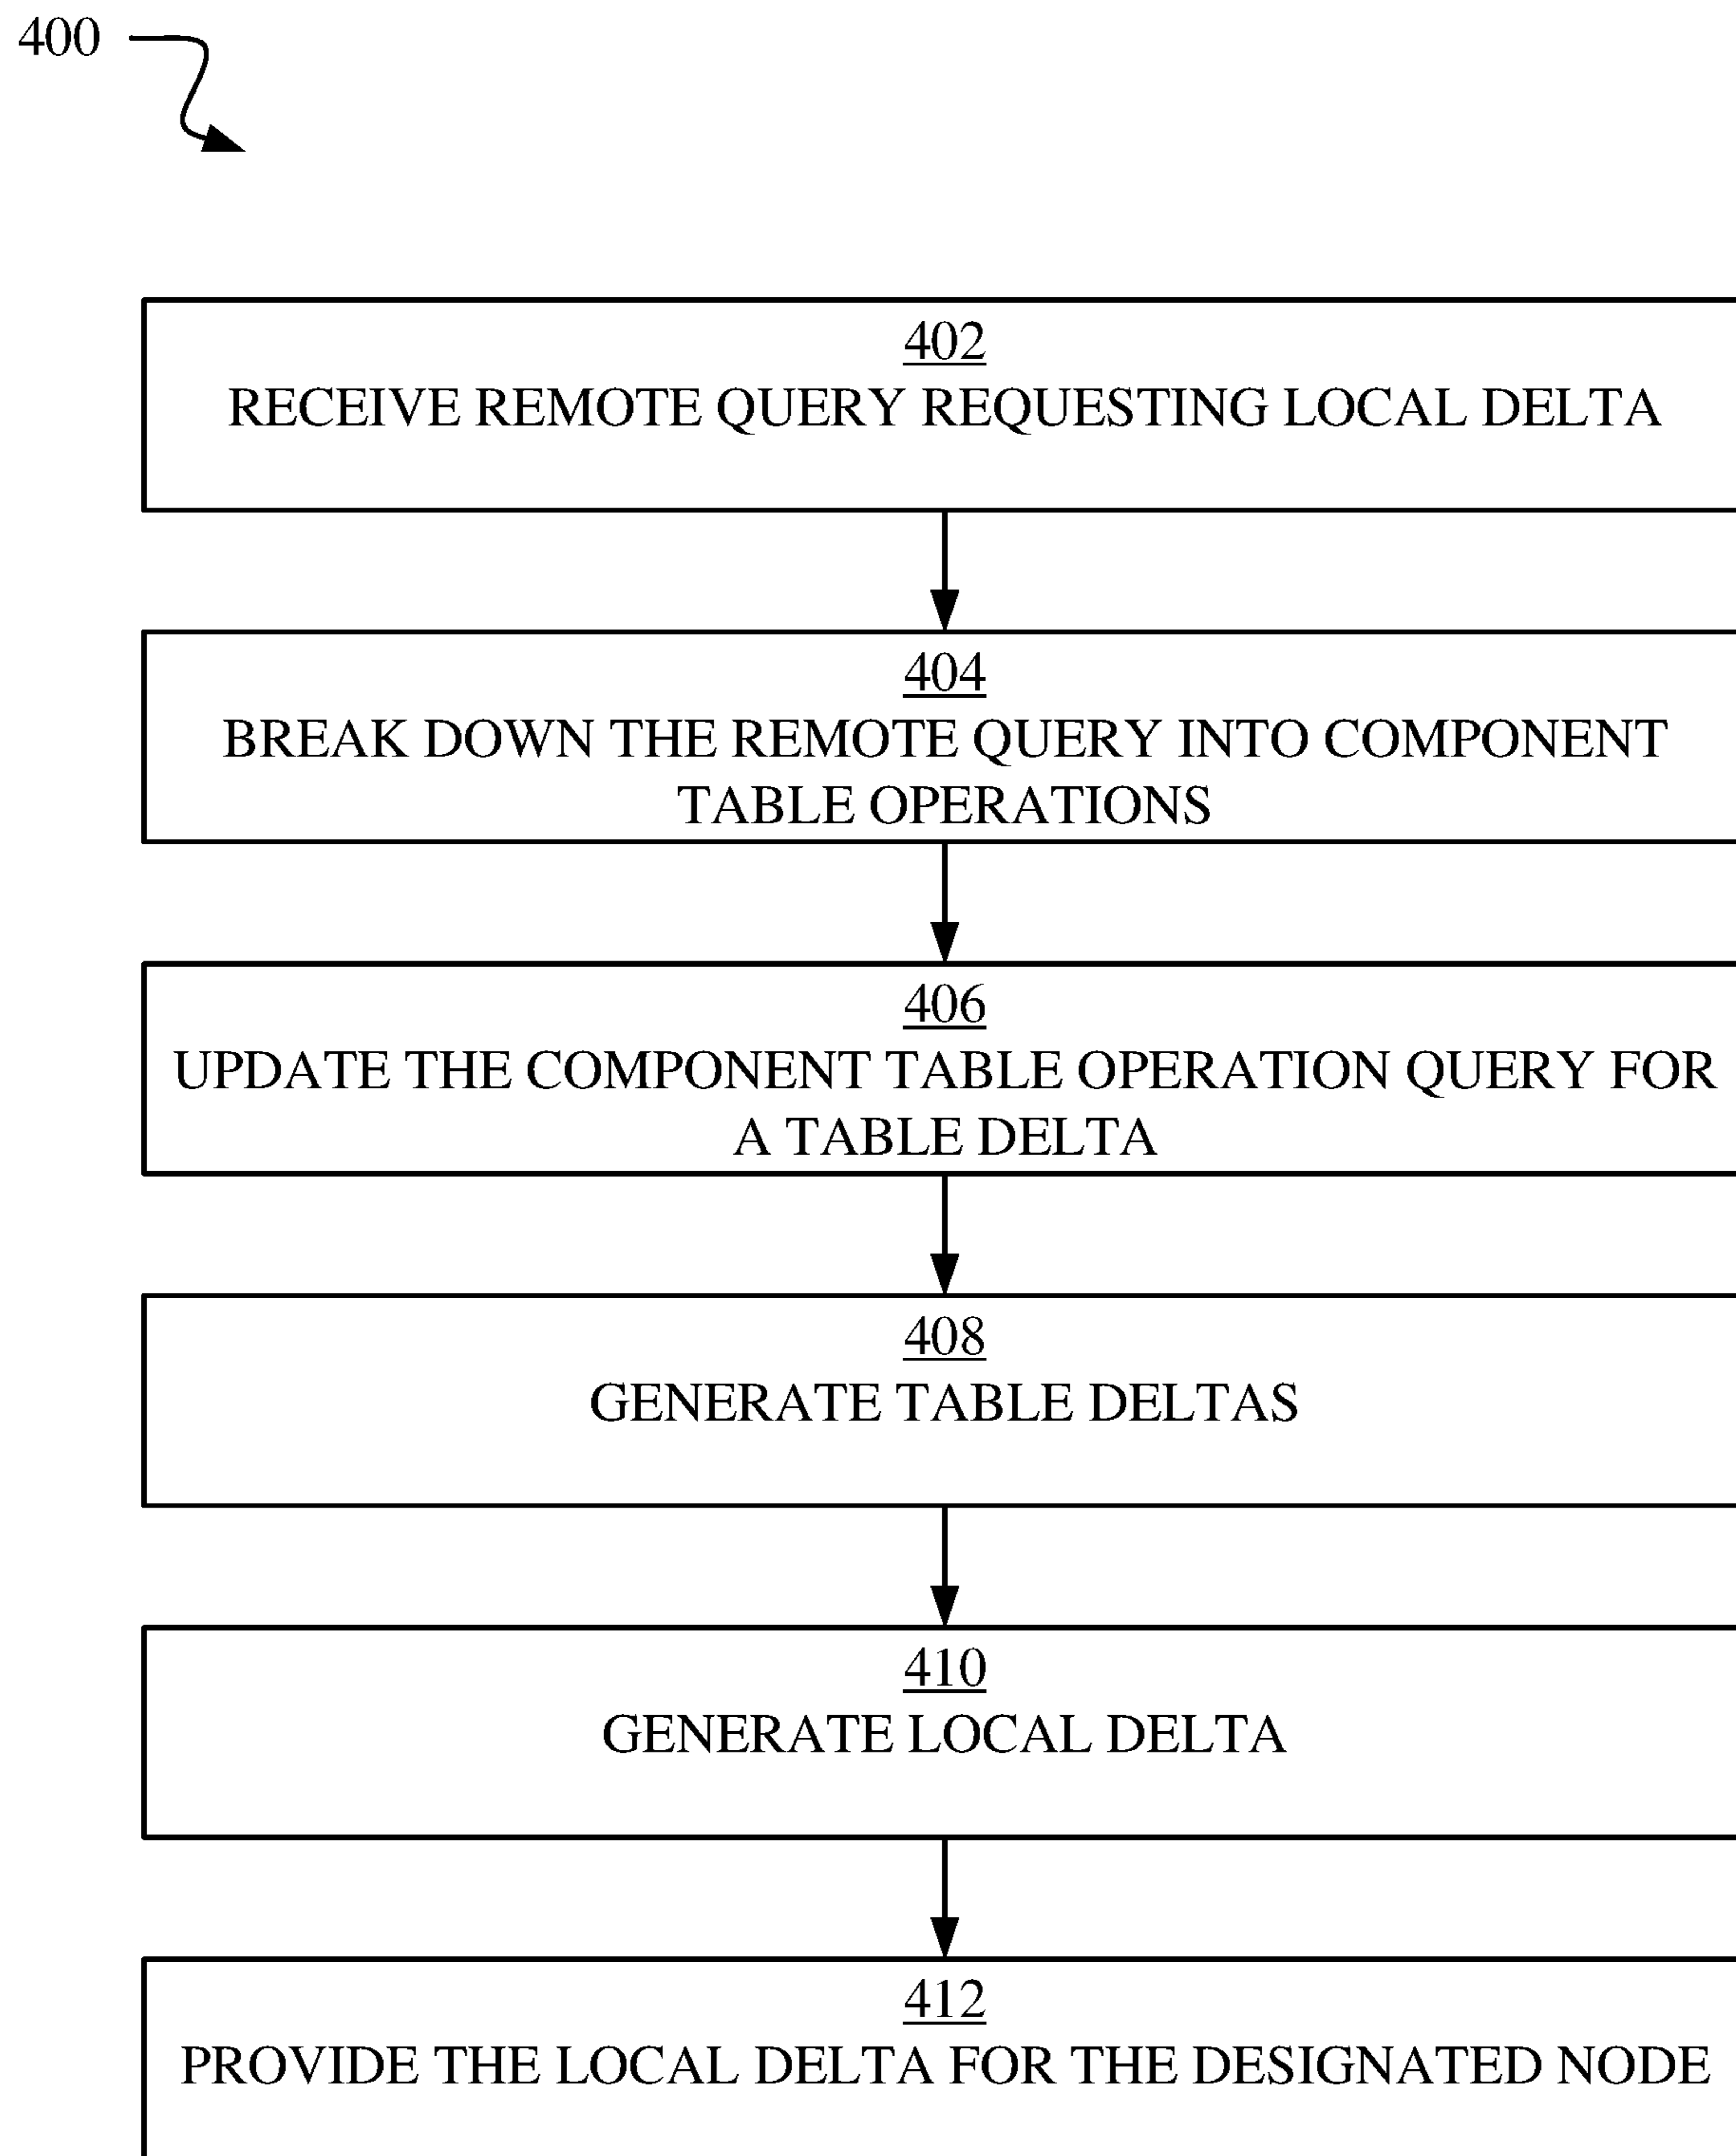 400
402
RECEIVE REMOTE QUERY REQUESTING LOCAL DELTA
404
BREAK DOWN THE REMOTE QUERY INTO COMPONENT
TABLE OPERATIONS
406
UPDATE THE COMPONENT TABLE OPERATION QUERY FOR
A TABLE DELTA
408
GENERATE TABLE DELTAS
410
GENERATE LOCAL DELTA
412
PROVIDE THE LOCAL DELTA FOR THE DESIGNATED NODE